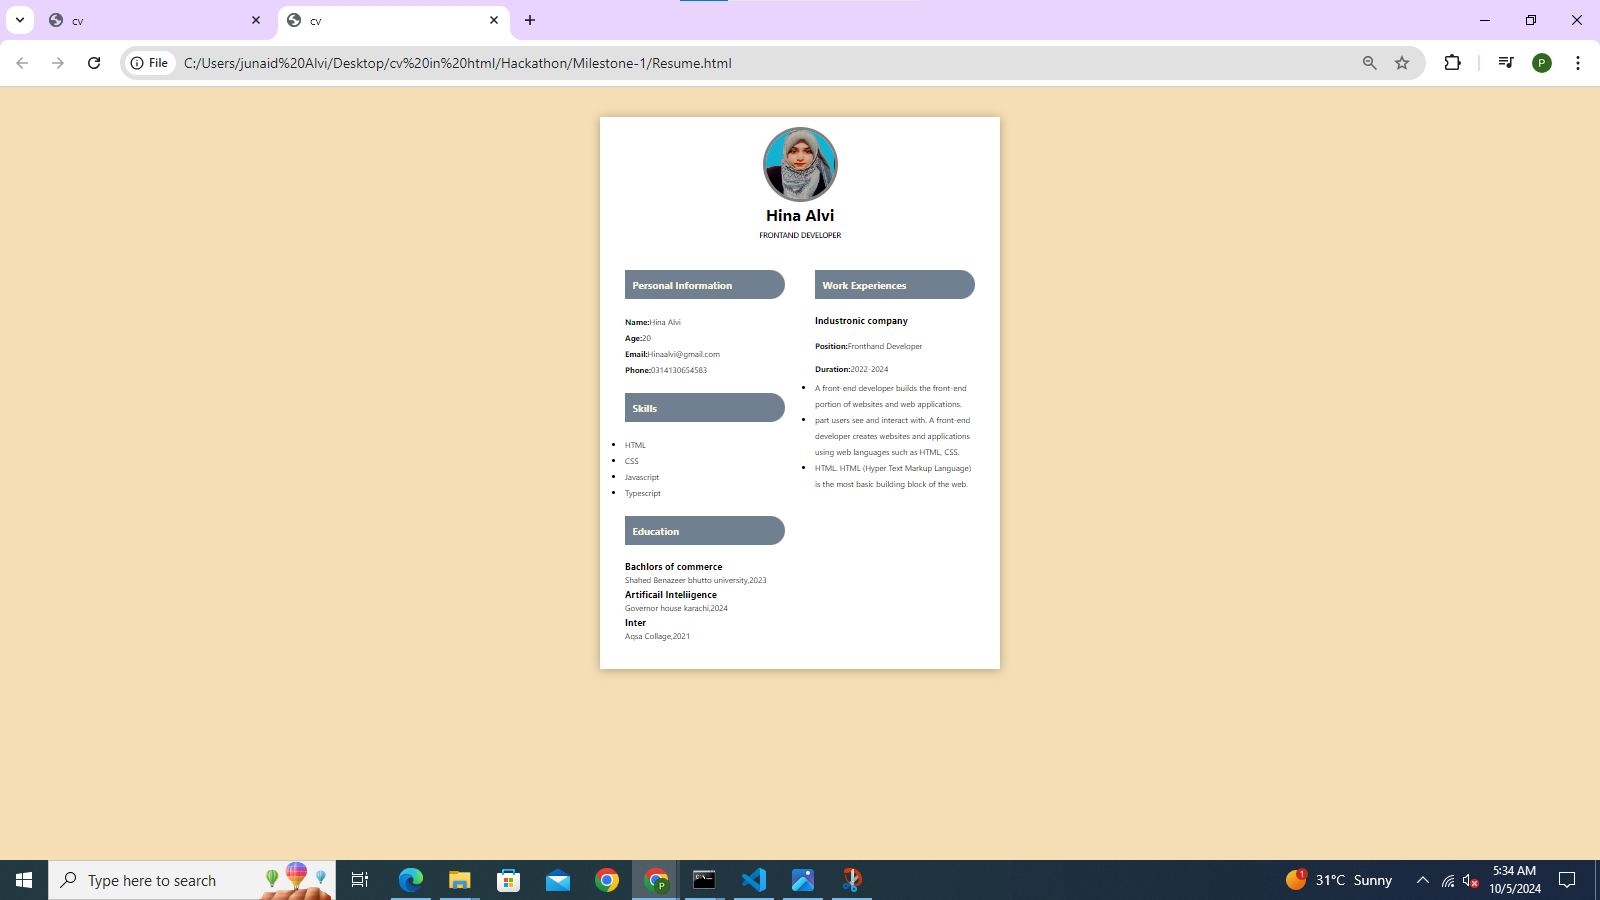 cv
cv
File
C:/Users/junaid%20Alvi/Desktop/cv%20in%20html/Hackathon/Milestone-1/Resume.html
P
Hina Alvi
FRONTAND DEVELOPER
Personal Information
Name:Hina Alvi
Age:20
Email:Hinaalvi@gmail.com
Phone:0314130654583
Skills
HTML
CSS
Javascript
Typescript
Education
Bachlors of commerce
Shahed Benazeer bhutto university,2023
Artificail Inteliigence
Governor house karachi,2024
Inter
Aqsa Collage,2021
Work Experiences
Industronic company
Position:Fronthand Developer
Duration:2022-2024
A front-end developer builds the front-end
portion of websites and web applications.
part users see and interact with. A front-end
developer creates websites and applications
using web languages such as HTML, CSS.
HTML. HTML (Hyper Text Markup Language)
is the most basic building block of the web.
Type here to search
P
1
31°C Sunny
5:34 AM
10/5/2024